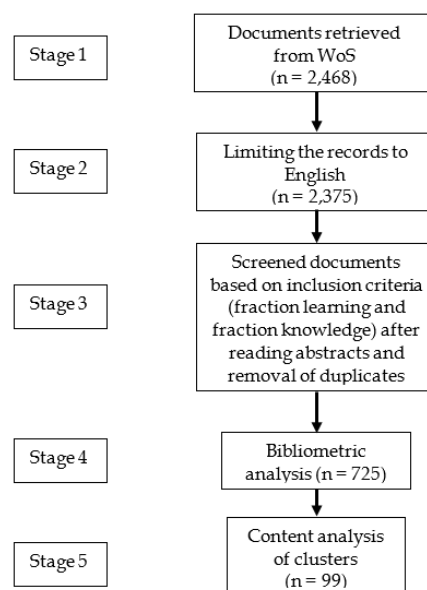 Stage 1
Documents retrieved
from WoS
(n = 2,468)
Stage 2
Limiting the records to
English
(n = 2,375)
Stage 3
Screened documents
based on inclusion criteria
(fraction learning and
fraction knowledge) after
reading abstracts and
removal of duplicates
Stage 4
Bibliometric
analysis (n = 725)
Stage 5
Content analysis
of clusters
(n = 99)